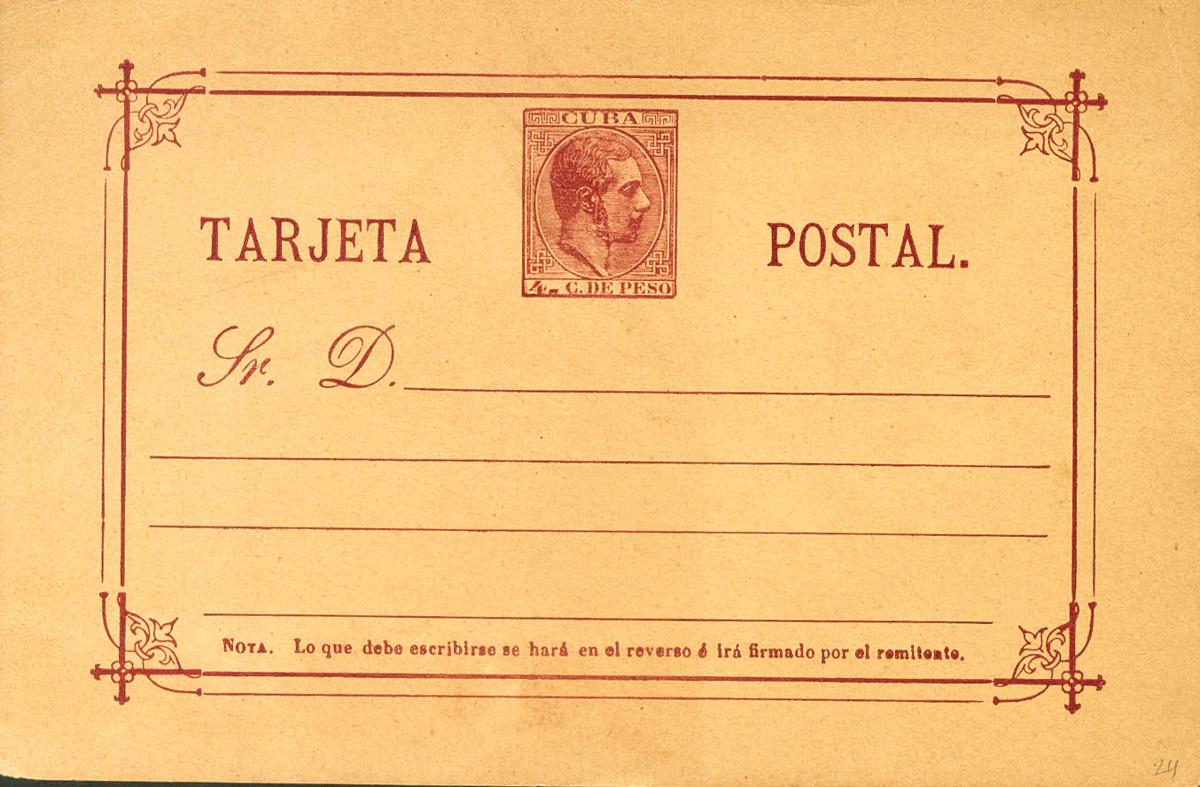 CUBA
TARJETA POSTAL.
4 C. DE PESO
Sr. D.
NOTA. Lo que debe escribirse se hará en el reverso é irá firmado por el remitente.
24